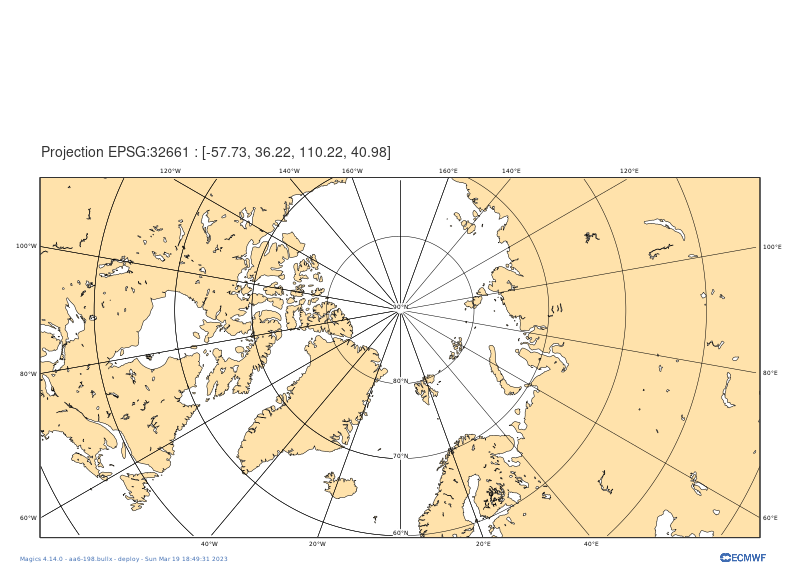 Projection EPSG:32661 : [-57.73, 36.22, 110.22, 40.98]
120°W 140°W 160°W 160°E 140°E 120°E
100°W 100°E
90°N
80°W 80°N 80°E
70°N
60°W 60°N 60°E
40°W 20°W 20°E 40°E
Magics 4.14.0 - aa6-198.bullx - deploy - Sun Mar 19 18:49:31 2023
ECMWF